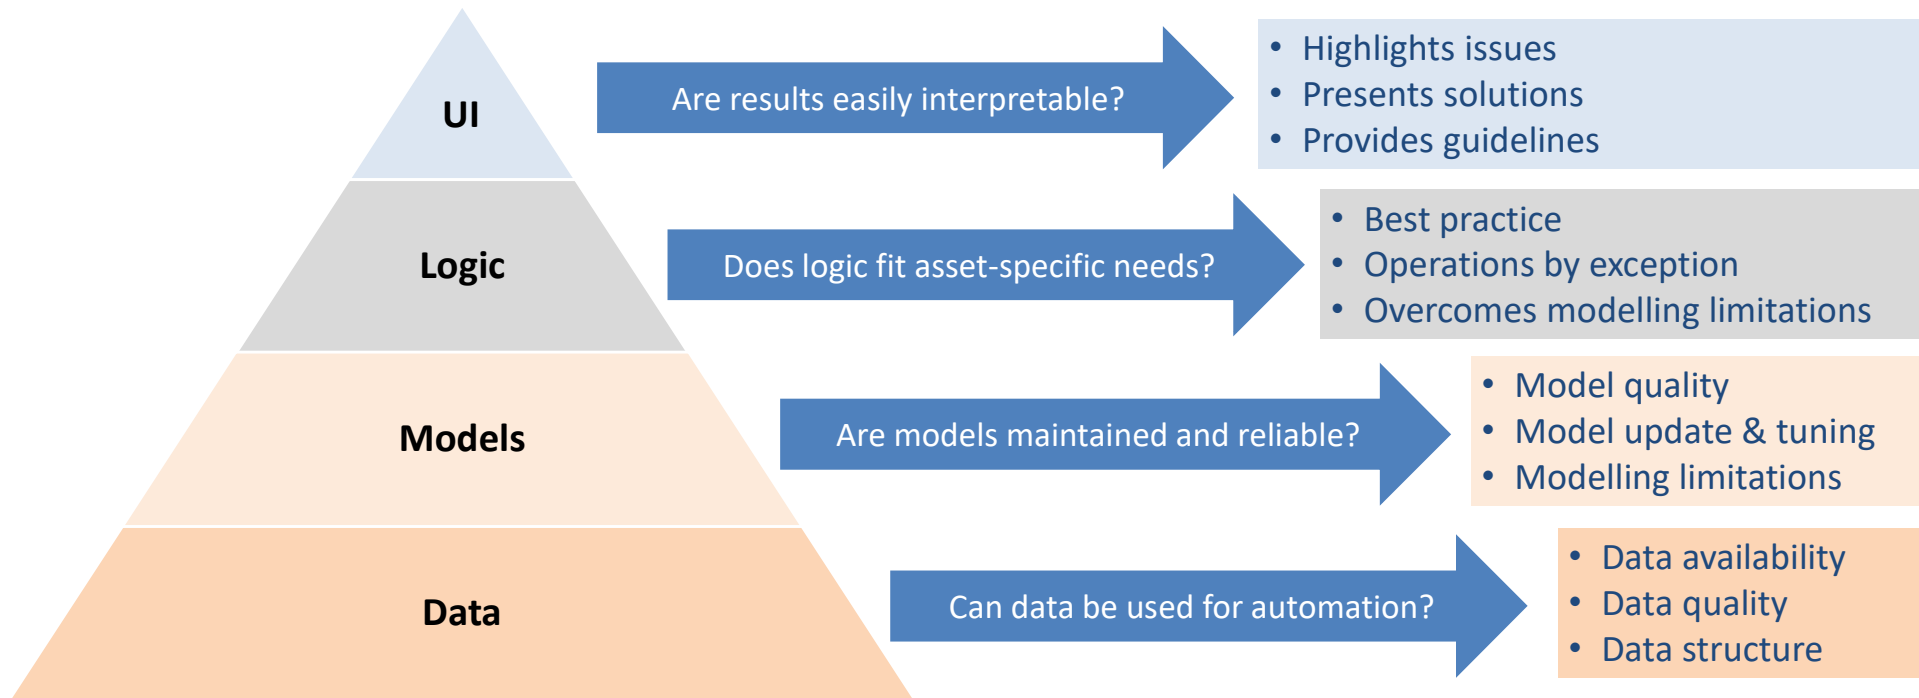 UI
Are results easily interpretable?
• Highlights issues
• Presents solutions
• Provides guidelines
Logic
Does logic fit asset-specific needs?
• Best practice
• Operations by exception
• Overcomes modelling limitations
Models
Are models maintained and reliable?
• Model quality
• Model update & tuning
• Modelling limitations
Data
Can data be used for automation?
• Data availability
• Data quality
• Data structure